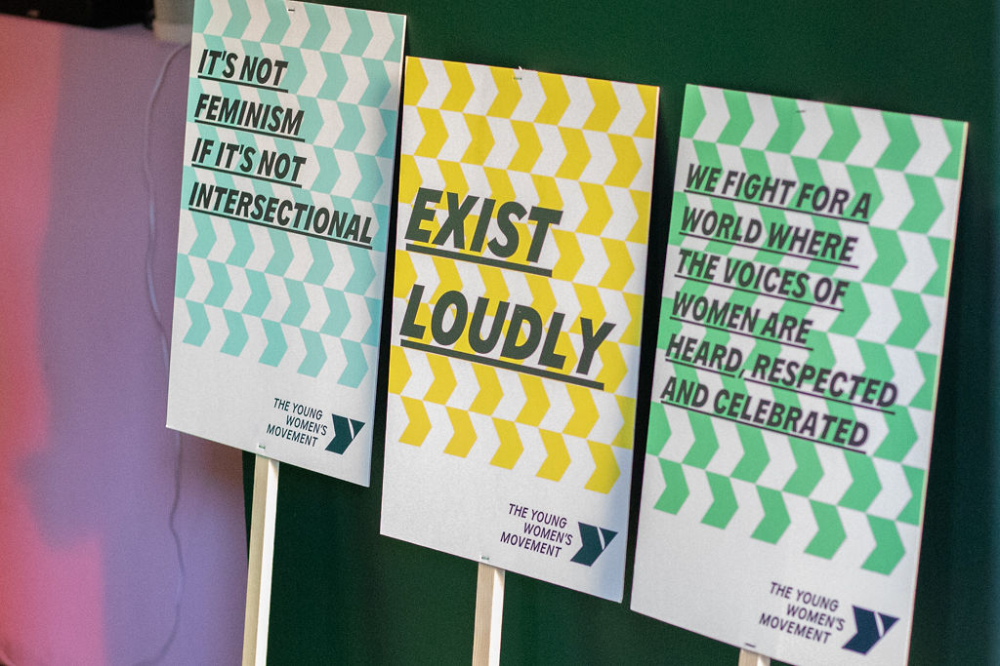 IT'S NOT
FEMINISM
IF IT'S NOT
INTERSECTIONAL
THE YOUNG
WOMEN'S
MOVEMENT
EXIST
LOUDLY
THE YOUNG
WOMEN'S
MOVEMENT
WE FIGHT FOR A
WORLD WHERE
THE VOICES OF
WOMEN ARE
HEARD, RESPECTED
AND CELEBRATED
THE YOUNG
WOMEN'S
MOVEMENT